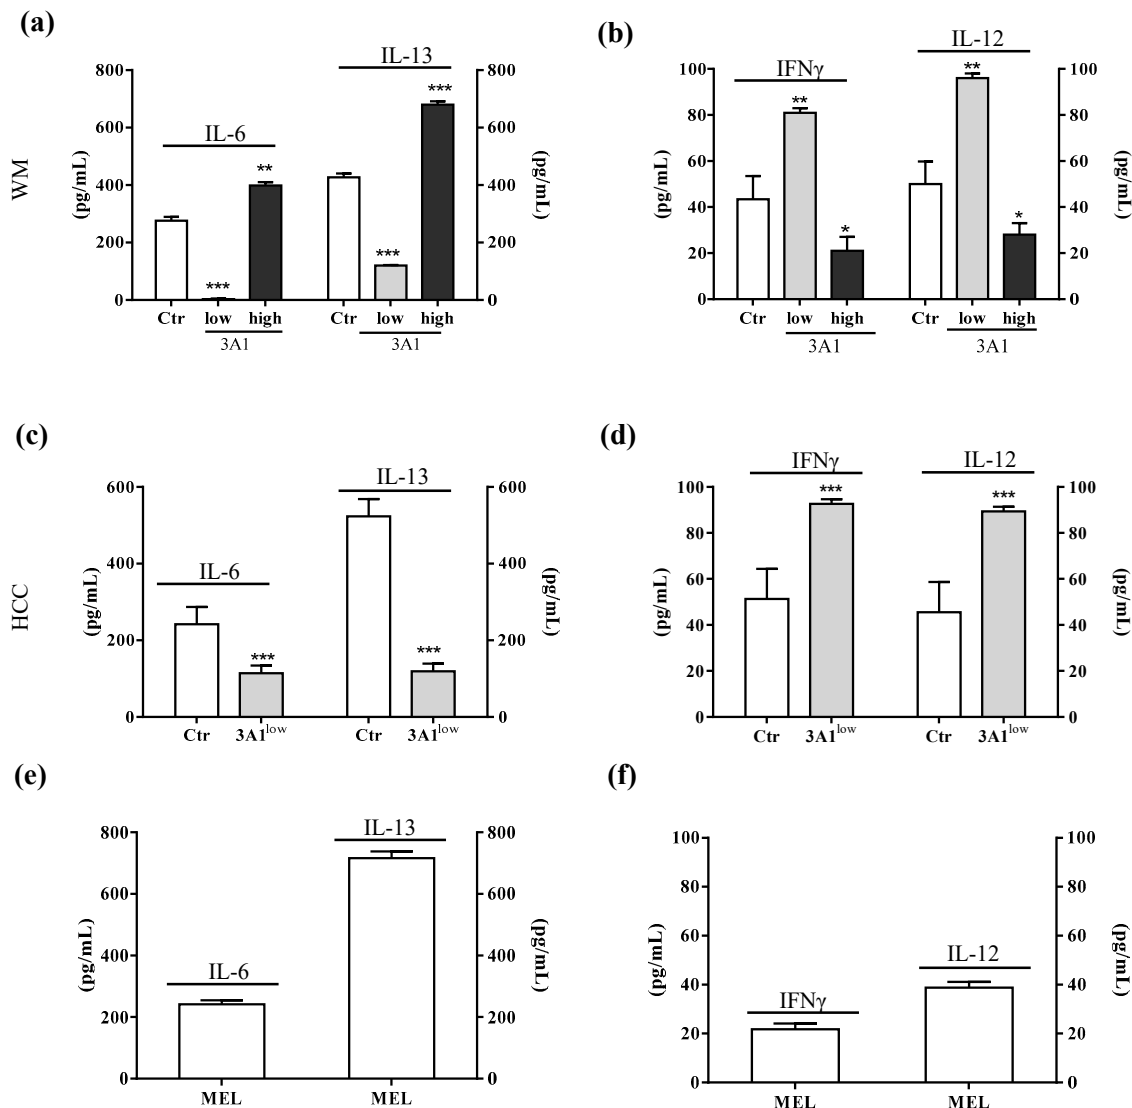 (a)
IL-13
800
600
400
200
0
(pg/mL)
WM
IL-6
**
***
***
***
800
600
400
200
0
(pg/mL)
Ctr low high Ctr low high
3A1 3A1
(b)
IL-12
IFNγ
100
80
60
40
20
0
(pg/mL)
**
**
*
*
100
80
60
40
20
0
(pg/mL)
Ctr low high Ctr low high
3A1 3A1
(c)
IL-13
600
400
200
0
(pg/mL)
HCC
IL-6
***
***
600
400
200
0
(pg/mL)
Ctr 3A1low Ctr 3A1low
(d)
IFNγ IL-12
100
80
60
40
20
0
(pg/mL)
***
***
100
80
60
40
20
0
(pg/mL)
Ctr 3A1low Ctr 3A1low
(e)
IL-13
800
600
400
200
0
(pg/mL)
IL-6
800
600
400
200
0
(pg/mL)
MEL MEL
(f)
100
80
60
40
20
0
(pg/mL)
IL-12
IFNγ
100
80
60
40
20
0
(pg/mL)
MEL MEL